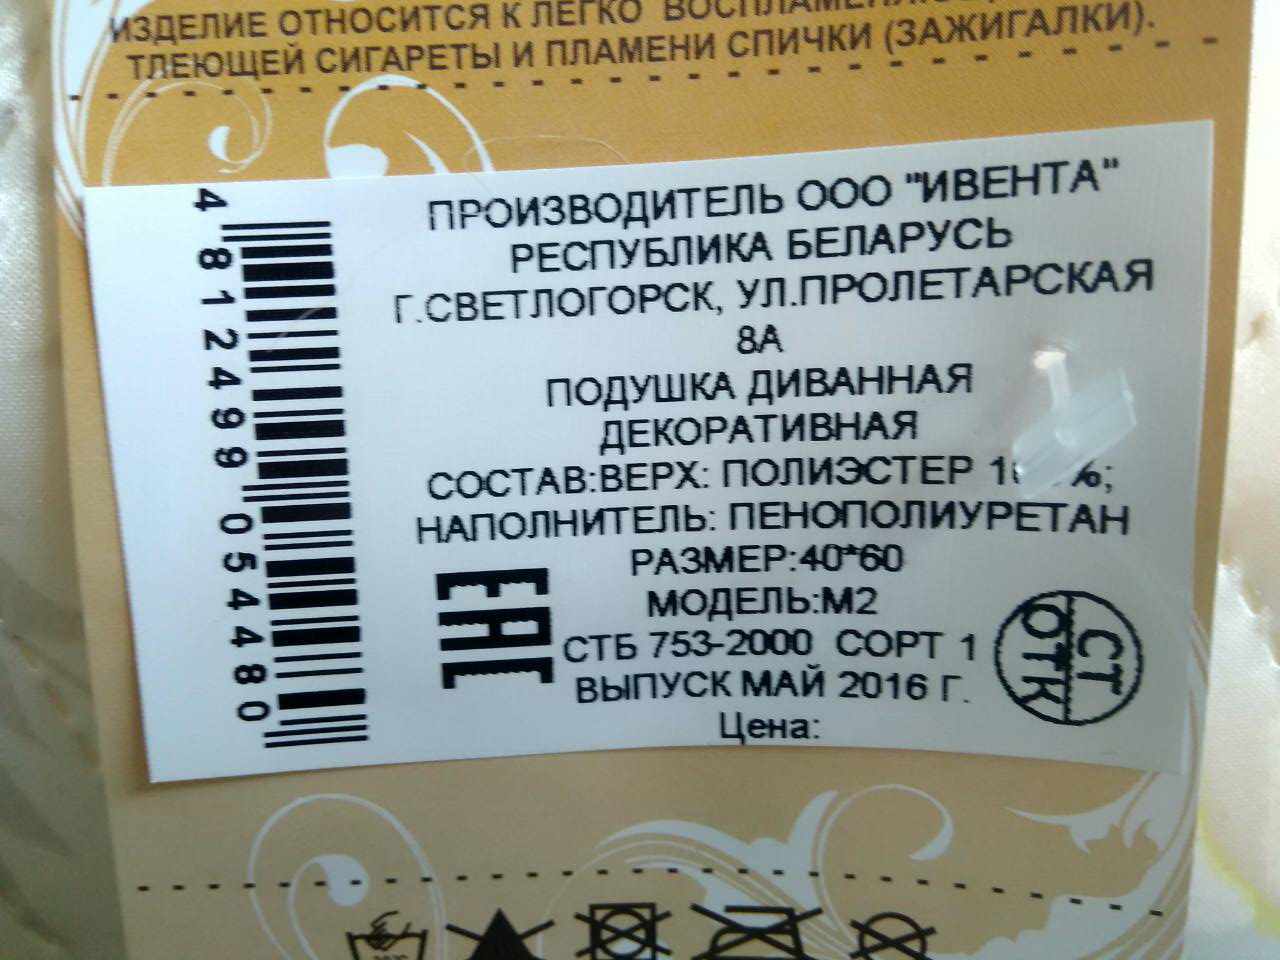 ИЗДЕЛИЕ ОТНОСИТСЯ К ЛЕГКО
ТЛЕЮЩЕЙ СИГАРЕТЫ И ПЛАМЕНИ СПИЧКИ (ЗАЖИГАЛКИ).
4 812499 054480
ПРОИЗВОДИТЕЛЬ ООО "ИВЕНТА"
РЕСПУБЛИКА БЕЛАРУСЬ
Г.СВЕТЛОГОРСК, УЛ.ПРОЛЕТАРСКАЯ
8А
ПОДУШКА ДИВАННАЯ
ДЕКОРАТИВНАЯ
СОСТАВ:ВЕРХ: ПОЛИЭСТЕР
НАПОЛНИТЕЛЬ: ПЕНОПОЛИУРЕТАН
РАЗМЕР:40*60
МОДЕЛЬ:М2
СТБ 753-2000 СОРТ 1
ВЫПУСК МАЙ 2016 Г.
Цена:
ЕАС
СТ
ОТК